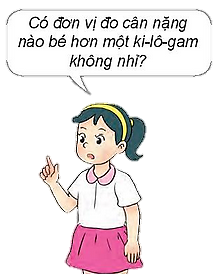 Có đơn vị đo cân nặng
nào bé hơn một ki-lô-gam
không nhỉ?